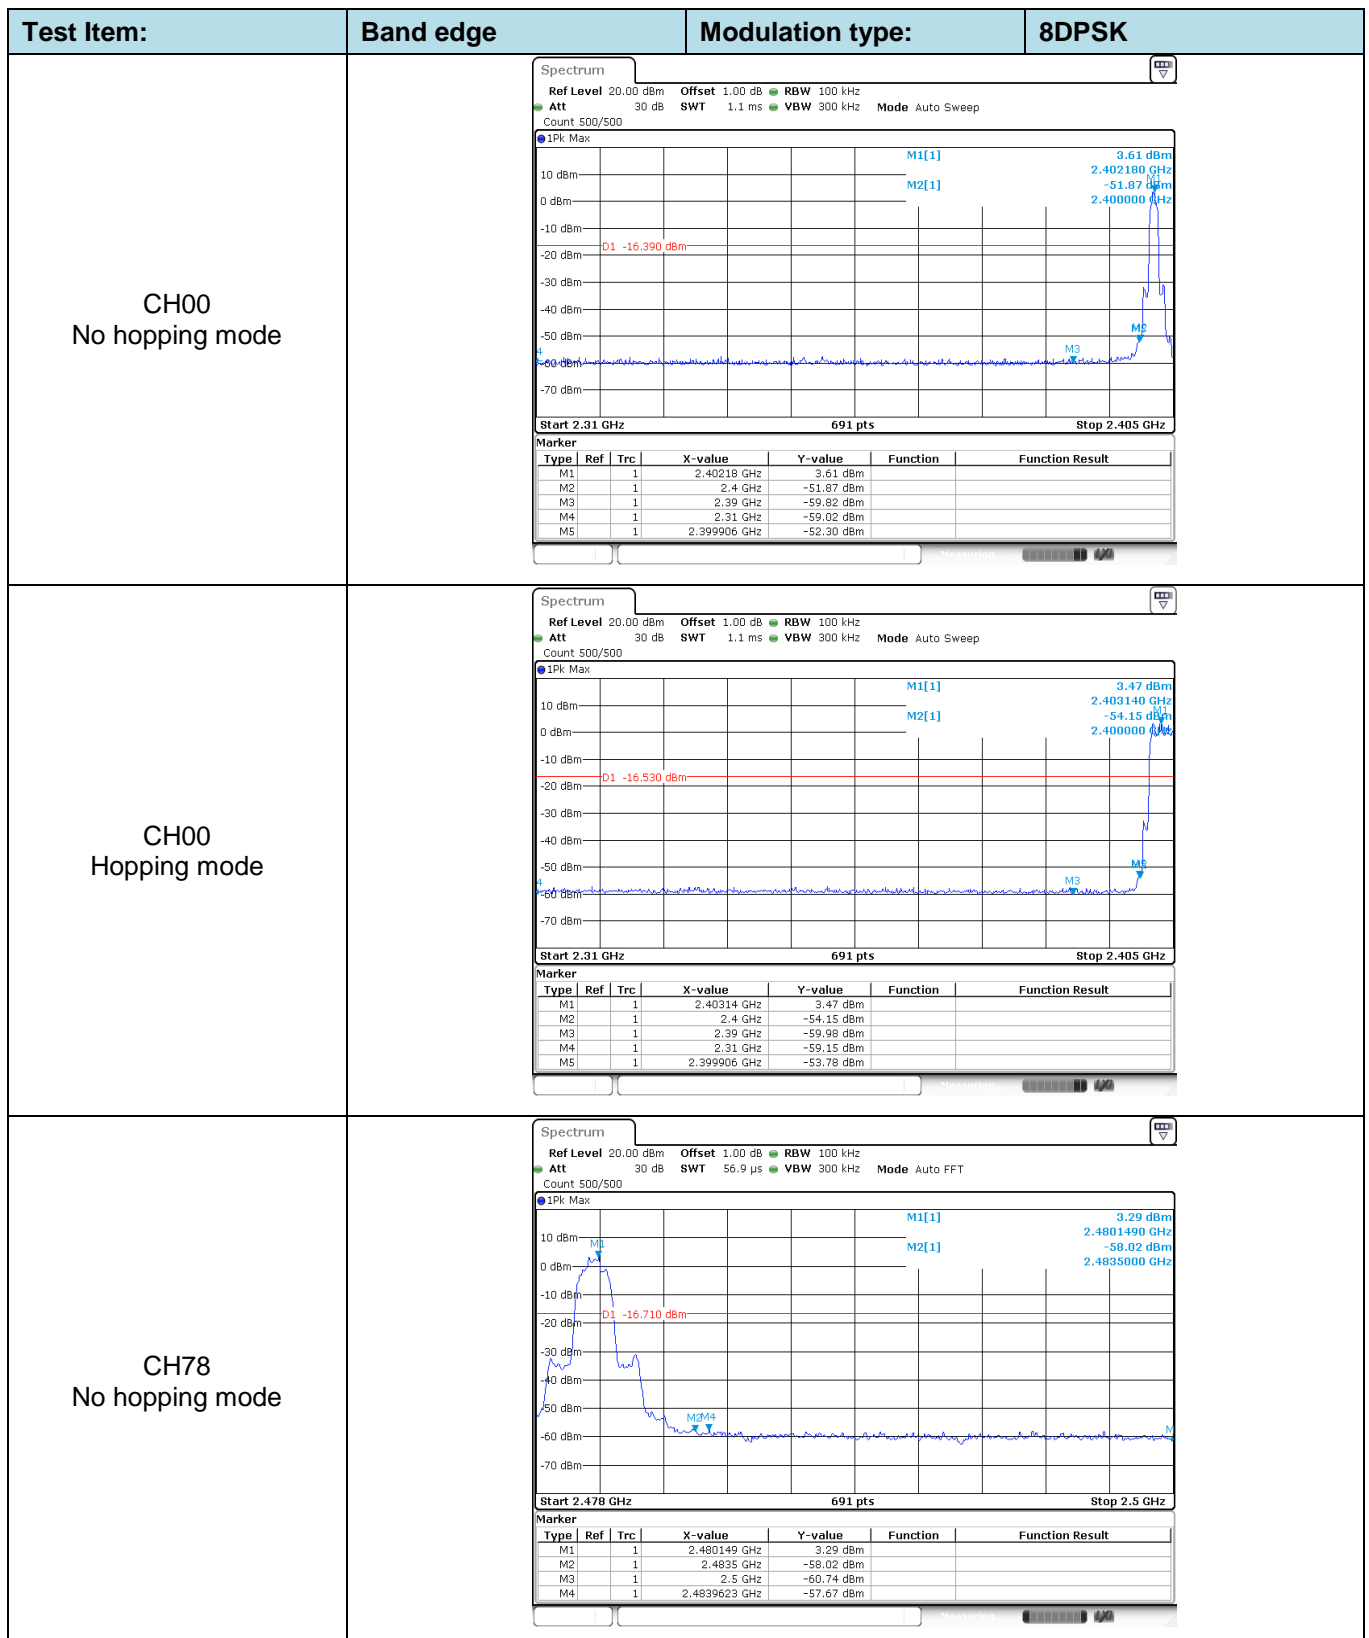 Test Item: Band edge Modulation type: 8DPSK
CH00
No hopping mode
Spectrum
Ref Level 20.00 dBm Offset 1.00 dB RBW 100 kHz
Att 30 dB SWT 1.1 ms VBW 300 kHz Mode Auto Sweep
Count 500/500
1Pk Max
M1[1] 3.61 dBm
2.402180 GHz
M2[1] -51.87 dBm
2.400000 GHz
M1
10 dBm
0 dBm
-10 dBm
D1 -16.390 dBm
-20 dBm
-30 dBm
-40 dBm
-50 dBm
M3
4
-60 dBm
-70 dBm
Start 2.31 GHz 691 pts Stop 2.405 GHz
Marker
Type Ref Trc X-value Y-value Function Function Result
M1 1 2.40218 GHz 3.61 dBm
M2 1 2.4 GHz -51.87 dBm
M3 1 2.39 GHz -59.82 dBm
M4 1 2.31 GHz -59.02 dBm
M5 1 2.399906 GHz -52.30 dBm
Measuring...
CH00
Hopping mode
Spectrum
Ref Level 20.00 dBm Offset 1.00 dB RBW 100 kHz
Att 30 dB SWT 1.1 ms VBW 300 kHz Mode Auto Sweep
Count 500/500
1Pk Max
M1[1] 3.47 dBm
2.403140 GHz
M2[1] -54.15 dBm
2.400000 GHz
M1
10 dBm
0 dBm
-10 dBm
D1 -16.530 dBm
-20 dBm
-30 dBm
-40 dBm
-50 dBm
M3
4
-60 dBm
-70 dBm
Start 2.31 GHz 691 pts Stop 2.405 GHz
Marker
Type Ref Trc X-value Y-value Function Function Result
M1 1 2.40314 GHz 3.47 dBm
M2 1 2.4 GHz -54.15 dBm
M3 1 2.39 GHz -59.98 dBm
M4 1 2.31 GHz -59.15 dBm
M5 1 2.399906 GHz -53.78 dBm
Measuring...
CH78
No hopping mode
Spectrum
Ref Level 20.00 dBm Offset 1.00 dB RBW 100 kHz
Att 30 dB SWT 56.9 µs VBW 300 kHz Mode Auto FFT
Count 500/500
1Pk Max
M1[1] 3.29 dBm
2.4801490 GHz
M2[1] -58.02 dBm
2.4835000 GHz
10 dBm
M1
0 dBm
-10 dBm
D1 -16.710 dBm
-20 dBm
-30 dBm
-40 dBm
-50 dBm
M2 M4
M
-60 dBm
-70 dBm
Start 2.478 GHz 691 pts Stop 2.5 GHz
Marker
Type Ref Trc X-value Y-value Function Function Result
M1 1 2.480149 GHz 3.29 dBm
M2 1 2.4835 GHz -58.02 dBm
M3 1 2.5 GHz -60.74 dBm
M4 1 2.4839623 GHz -57.67 dBm
Measuring...